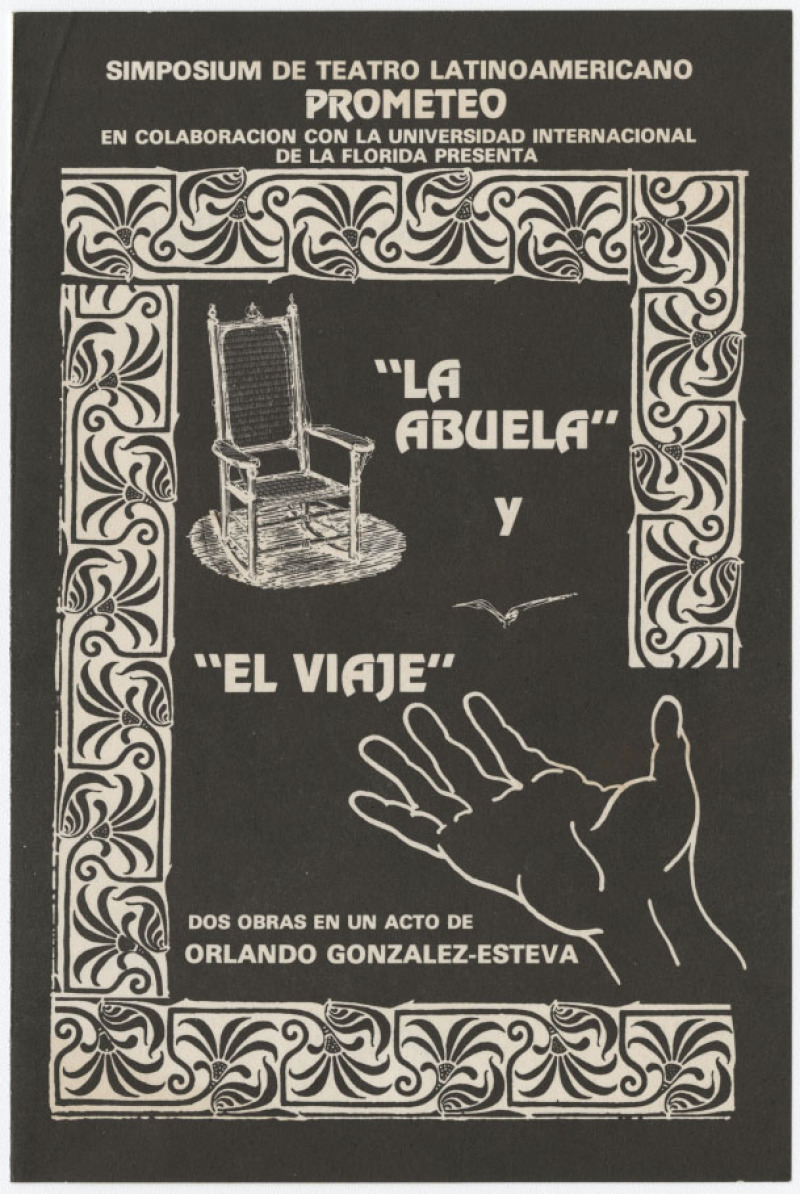 SIMPOSIUM DE TEATRO LATINOAMERICANO
PROMETEO
EN COLABORACION CON LA UNIVERSIDAD INTERNACIONAL
DE LA FLORIDA PRESENTA
"LA
ABUELA"
y
"EL VIAJE"
DOS OBRAS EN UN ACTO DE
ORLANDO GONZALEZ-ESTEVA